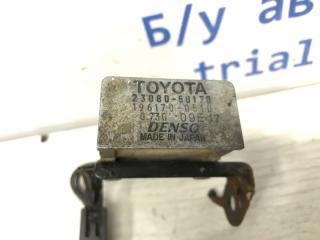 Б/у ав
trial
TOYOTA
23080-50170
DENSO
MADE IN JAPAN